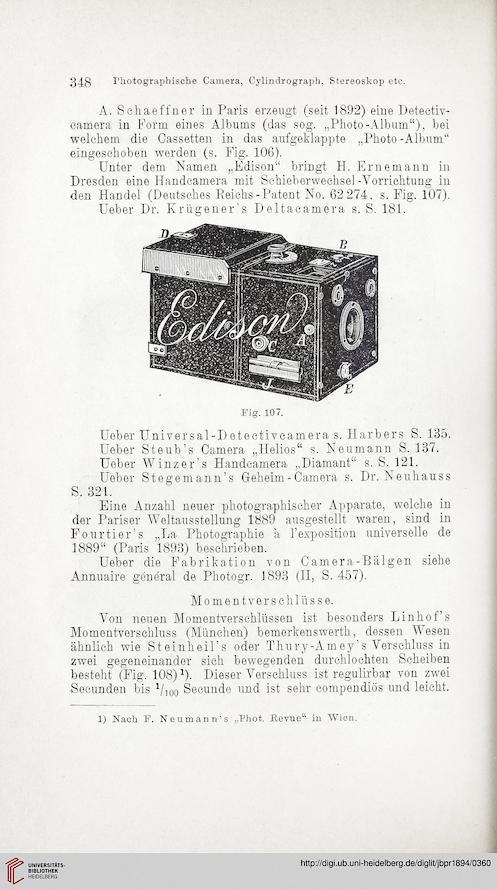 348 Photographische Camera, Cylindrograph, Stereoskop etc.
A. Schaeffner in Paris erzeugt (seit 1892) eine Detectiv-
camera in Form eines Albums (das sog. „Photo-Album“), bei
welchem die Cassetten in das aufgeklappte „Photo-Album“
eingeschoben werden (s. Fig. 106).
Unter dem Namen „Edison“ bringt H. Ernemann in
Dresden eine Handcamera mit Schieberwechsel-Vorrichtung in
den Handel (Deutsches Reichs-Patent No. 62274, s. Fig. 107).
Ueber Dr. Krügener's Deltacamera s. S. 181.
D
B
Edison
C
A
J
E
Fig. 107.
Ueber Universal-Detectivcamera s. Harbers S. 135.
Ueber Steub's Camera „Helios“ s. Neumann S. 137.
Ueber Winzer's Handcamera „Diamant“ s. S. 121.
Ueber Stegemann's Geheim-Camera s. Dr. Neuhauss
S. 321.
Eine Anzahl neuer photographischer Apparate, welche in
der Pariser Weltausstellung 1889 ausgestellt waren, sind in
Fourtier's „La Photographie à l'exposition universelle de
1889“ (Paris 1893) beschrieben.
Ueber die Fabrikation von Camera-Bälgen siehe
Annuaire général de Photogr. 1893 (II, S. 457).
Momentverschlüsse.
Von neuen Momentverschlüssen ist besonders Linhof's
Momentverschluss (München) bemerkenswerth, dessen Wesen
ähnlich wie Steinheil's oder Thury-Amey's Verschluss in
zwei gegeneinander sich bewegenden durchlochten Scheiben
besteht (Fig. 108)¹). Dieser Verschluss ist regulirbar von zwei
Secunden bis 1/100 Secunde und ist sehr compendiös und leicht.
1) Nach F. Neumann's „Phot. Revue“ in Wien.
UNIVERSITÄTS-
BIBLIOTHEK
HEIDELBERG
http://digi.ub.uni-heidelberg.de/diglit/jbpr1894/0360